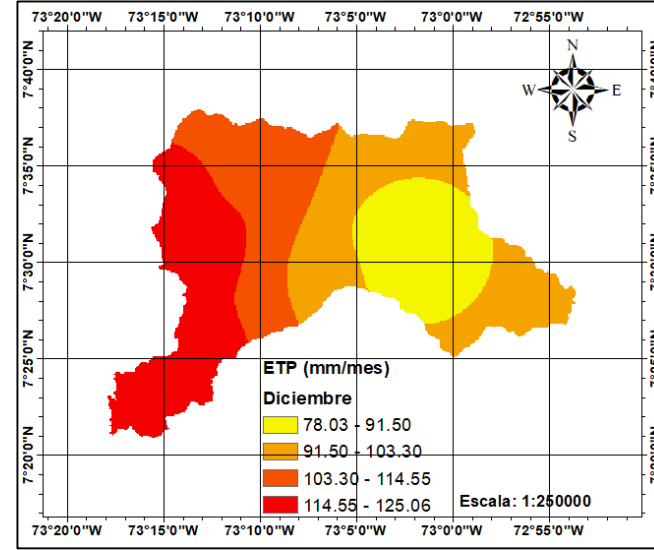 73°20'0"W 73°15'0"W 73°10'0"W 73°5'0"W 73°0'0"W 72°55'0"W
7°40'0"N
7°35'0"N
7°30'0"N
7°25'0"N
7°20'0"N
N
W E
S
ETP (mm/mes)
Diciembre
78.03 - 91.50
91.50 - 103.30
103.30 - 114.55
114.55 - 125.06
Escala: 1:250000
73°20'0"W 73°15'0"W 73°10'0"W 73°5'0"W 73°0'0"W 72°55'0"W